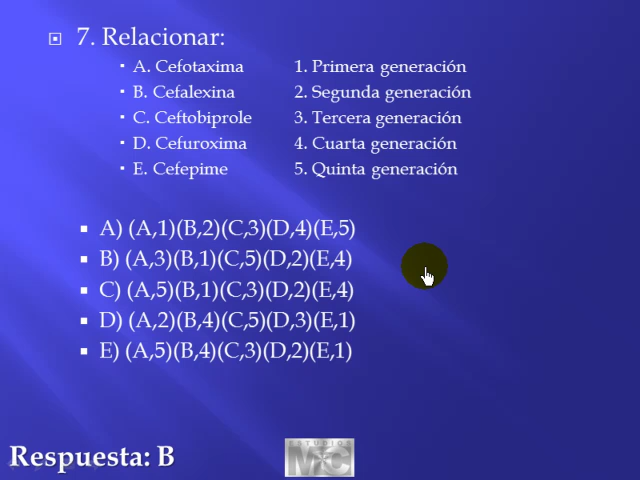 7. Relacionar:
A. Cefotaxima 1. Primera generación
B. Cefalexina 2. Segunda generación
C. Ceftobiprole 3. Tercera generación
D. Cefuroxima 4. Cuarta generación
E. Cefepime 5. Quinta generación
A) (A,1)(B,2)(C,3)(D,4)(E,5)
B) (A,3)(B,1)(C,5)(D,2)(E,4)
C) (A,5)(B,1)(C,3)(D,2)(E,4)
D) (A,2)(B,4)(C,5)(D,3)(E,1)
E) (A,5)(B,4)(C,3)(D,2)(E,1)
Respuesta: B
ESTUDIOS